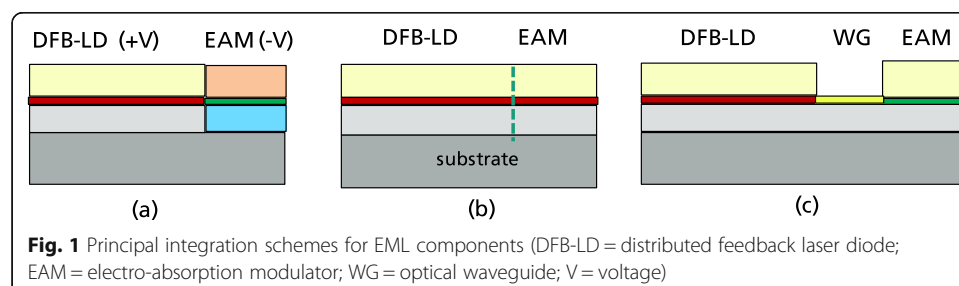 DFB-LD (+V) EAM (-V) DFB-LD EAM DFB-LD WG EAM
substrate
(a) (b) (c)
Fig. 1 Principal integration schemes for EML components (DFB-LD = distributed feedback laser diode;
EAM = electro-absorption modulator; WG = optical waveguide; V = voltage)